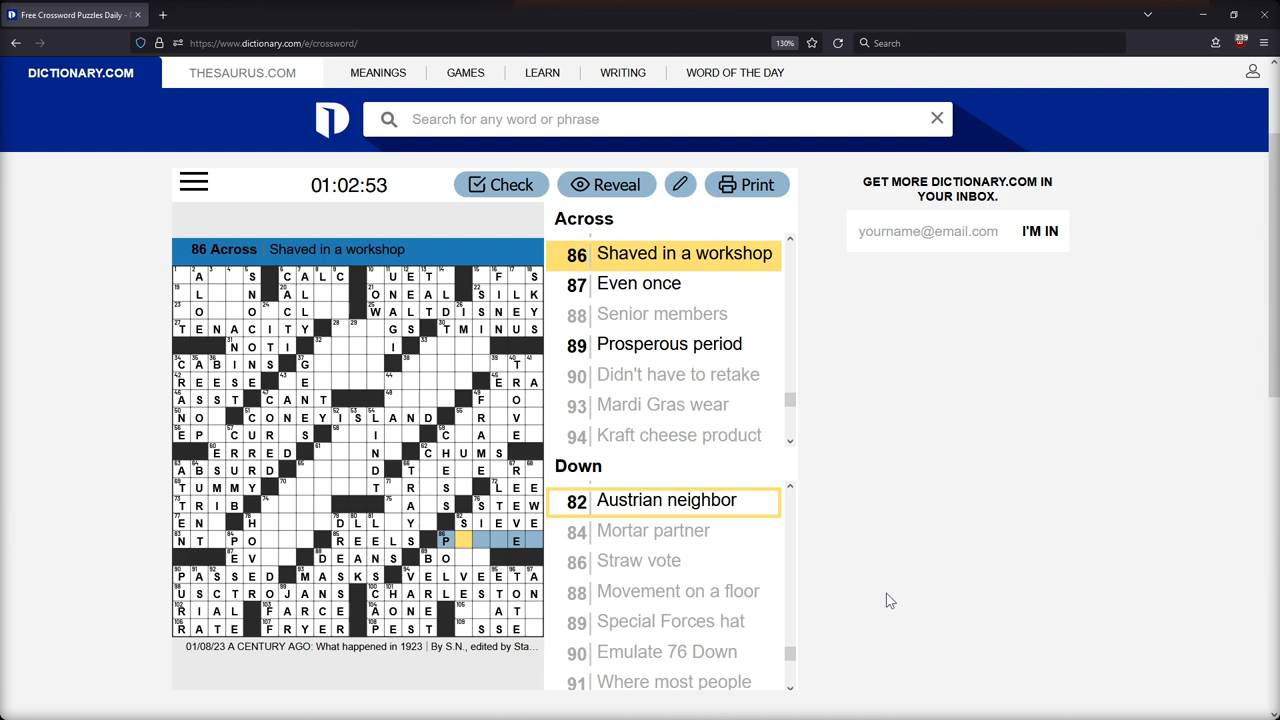 Free Crossword Puzzles Daily -
https://www.dictionary.com/e/crossword/
130%
Search
239
DICTIONARY.COM
THESAURUS.COM
MEANINGS
GAMES
LEARN
WRITING
WORD OF THE DAY
Search for any word or phrase
01:02:53
Check
Reveal
Print
GET MORE DICTIONARY.COM IN
YOUR INBOX.
yourname@email.com
I'M IN
86 Across | Shaved in a workshop
Across
86 Shaved in a workshop
87 Even once
88 Senior members
89 Prosperous period
90 Didn't have to retake
93 Mardi Gras wear
94 Kraft cheese product
Down
82 Austrian neighbor
84 Mortar partner
86 Straw vote
88 Movement on a floor
89 Special Forces hat
90 Emulate 76 Down
91 Where most people
A S C A L C U E T F S
L N A L O N E A L S I L K
O O C L W A L T D I S N E Y
T E N A C I T Y G S T M I N U S
N O T I I
C A B I N S G T
R E E S E E E R A
A S S T C A N T F O
N O C O N E Y I S L A N D R V
E P C U R S I C A E
E R R E D N C H U M S
A B S U R D D T E E R
T U M M Y T R S L E E
T R I B A S S T E W
E N H D L L Y S I E V E
N T P O R E E L S P E
E V D E A N S B O
P A S S E D M A S K S V E L V E E T A
U S C T R O J A N S C H A R L E S T O N
R I A L F A R C E A O N E A T
R A T E F R Y E R P E S T S S E
01/08/23 A CENTURY AGO: What happened in 1923 | By S.N., edited by Sta...